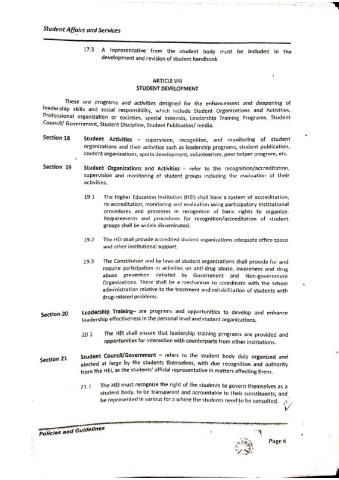 Student Affairs and Services
17.3 A representative from the student body must be included in the
development and revision of student handbook.
ARTICLE VIII
STUDENT DEVELOPMENT
These are programs and activities designed for the enhancement and deepening of
leadership skills and social responsibility, which include Student Organizations and Activities,
Professional organization or societies, special interests, Leadership Training Programs, Student
Council/ Government, Student Discipline, Student Publication/ media.
Section 18 Student Activities – supervision, recognition, and monitoring of student
organizations and their activities such as leadership programs, student publication,
student organizations, sports development, volunteerism, peer helper program, etc.
Section 19 Student Organizations and Activities – refer to the recognition/accreditation,
supervision and monitoring of student groups including the evaluation of their
activities.
19.1 The Higher Education Institution (HEI) shall have a system of accreditation,
re-accreditation, monitoring and evaluation using participatory institutional
procedures and processes in recognition of basic rights to organize.
Requirements and procedures for recognition/accreditation of student
groups shall be widely disseminated.
19.2 The HEI shall provide accredited student organizations adequate office space
and other institutional support.
19.3 The Constitution and by laws of student organizations shall provide for and
require participation in activities on anti drug abuse, awareness and drug
abuse prevention initiated by Government and Non-government
Organizations. There shall be a mechanism to coordinate with the school
administration relative to the treatment and rehabilitation of students with
drug-related problems.
Section 20 Leadership Training– are programs and opportunities to develop and enhance
leadership effectiveness in the personal level and student organizations.
20.1 The HEI shall ensure that leadership training programs are provided and
opportunities for interaction with counterparts from other institutions.
Section 21 Student Council/Government – refers to the student body duly organized and
elected at large by the students themselves, with due recognition and authority
from the HEI, as the students' official representative in matters affecting them.
21.1 The HEI must recognize the right of the students to govern themselves as a
student body, to be transparent and accountable to their constituents; and
be represented in various fora where the students need to be consulted.
Policies and Guidelines
Page 6